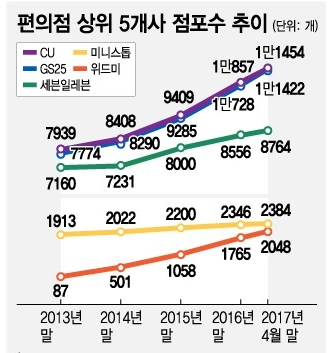 편의점 상위 5개사 점포수 추이 (단위: 개)
CU 미니스톱
GS25 위드미
세븐일레븐
1만1454
1만857
9409
8408
7939
1만1422
1만728
9285
8290
7774
8764
8556
8000
7231
7160
1913 2022 2200 2346 2384
87 501 1058 1765 2048
2013년 2014년 2015년 2016년 2017년
말 말 말 말 4월 말